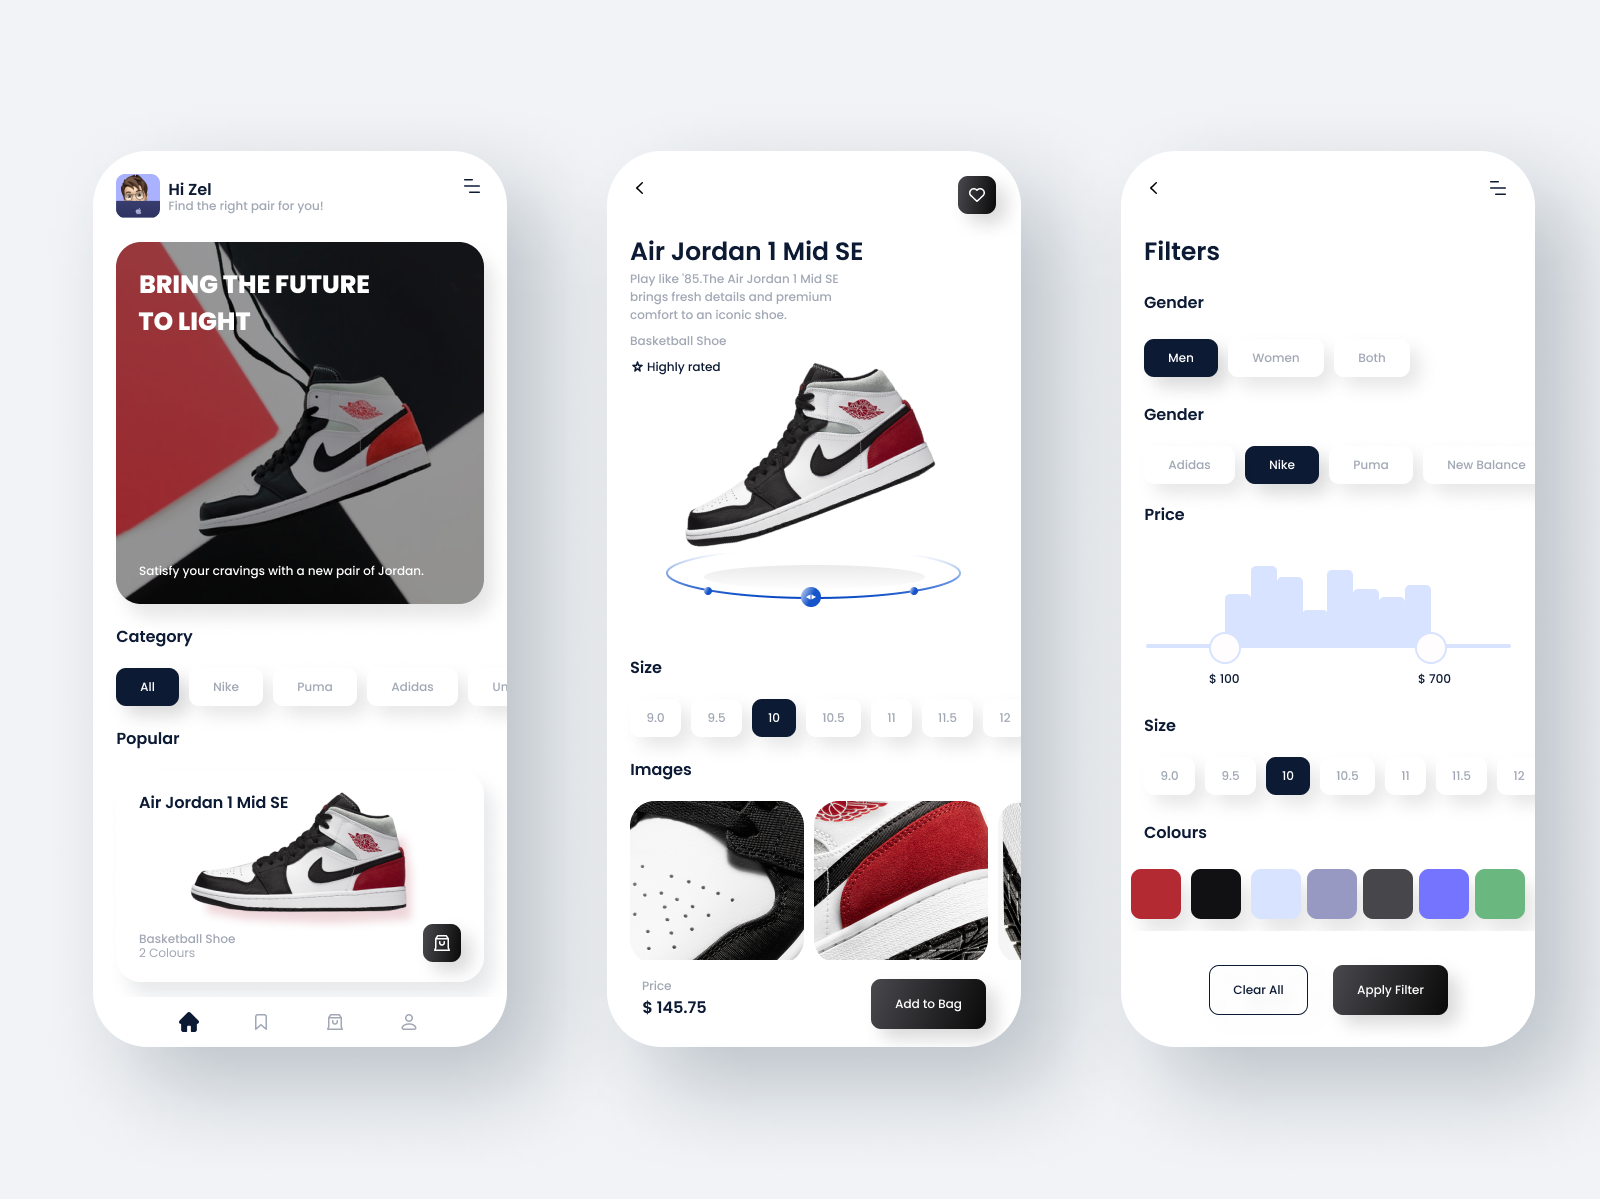 Hi Zel
Find the right pair for you!
BRING THE FUTURE
TO LIGHT
Satisfy your cravings with a new pair of Jordan.
Category
All
Nike
Puma
Adidas
Un
Popular
Air Jordan 1 Mid SE
Basketball Shoe
2 Colours
Air Jordan 1 Mid SE
Play like '85.The Air Jordan 1 Mid SE
brings fresh details and premium
comfort to an iconic shoe.
Basketball Shoe
Highly rated
Size
9.0
9.5
10
10.5
11
11.5
12
Images
Price
$ 145.75
Add to Bag
Filters
Gender
Men
Women
Both
Gender
Adidas
Nike
Puma
New Balance
Price
$ 100
$ 700
Size
9.0
9.5
10
10.5
11
11.5
12
Colours
Clear All
Apply Filter